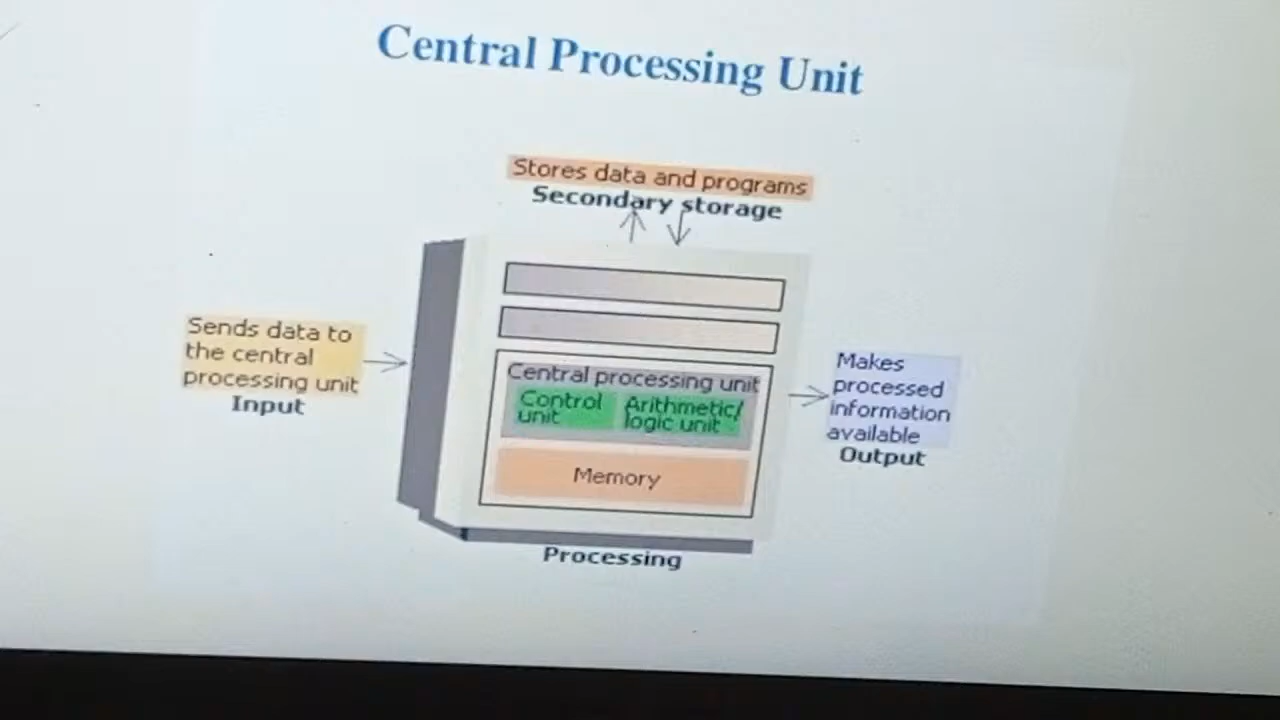 Central Processing Unit
Stores data and programs
Secondary storage
Sends data to
the central
processing unit
Input
Central processing unit
Control
unit
Arithmetic/
logic unit
Memory
Processing
Makes
processed
information
available
Output